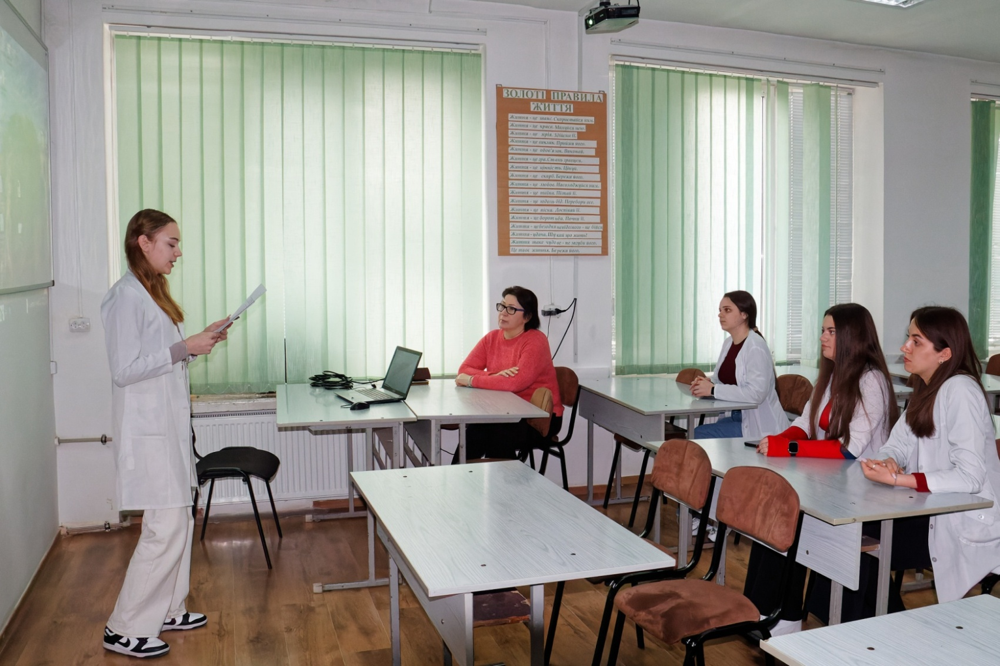 ЗОЛОТІ ПРАВИЛА
ЖИТТЯ
Життя - це шанс. Скористайся ним.
Життя - це краса. Милуйся нею.
Життя - це мрія. Здійсни її.
Життя - це виклик. Прийми його.
Життя - це обов'язок. Виконай.
Життя - це гра. Стань гравцем.
Життя - це цінність. Цінуй.
Життя - це скарб. Бережи його.
Життя - це любов. Насолоджуйся ним.
Життя - це таїна. Пізнай її.
Життя - це юдоль бід. Перебори все.
Життя - це пісня. Доспівай її.
Життя - це боротьба. Почни її.
Життя - це безодня невідомого - не бійся
Життя - удача. Шукай цю мить!
Життя таке чудове - не загуби його.
Це твоє життя. Бережи його.